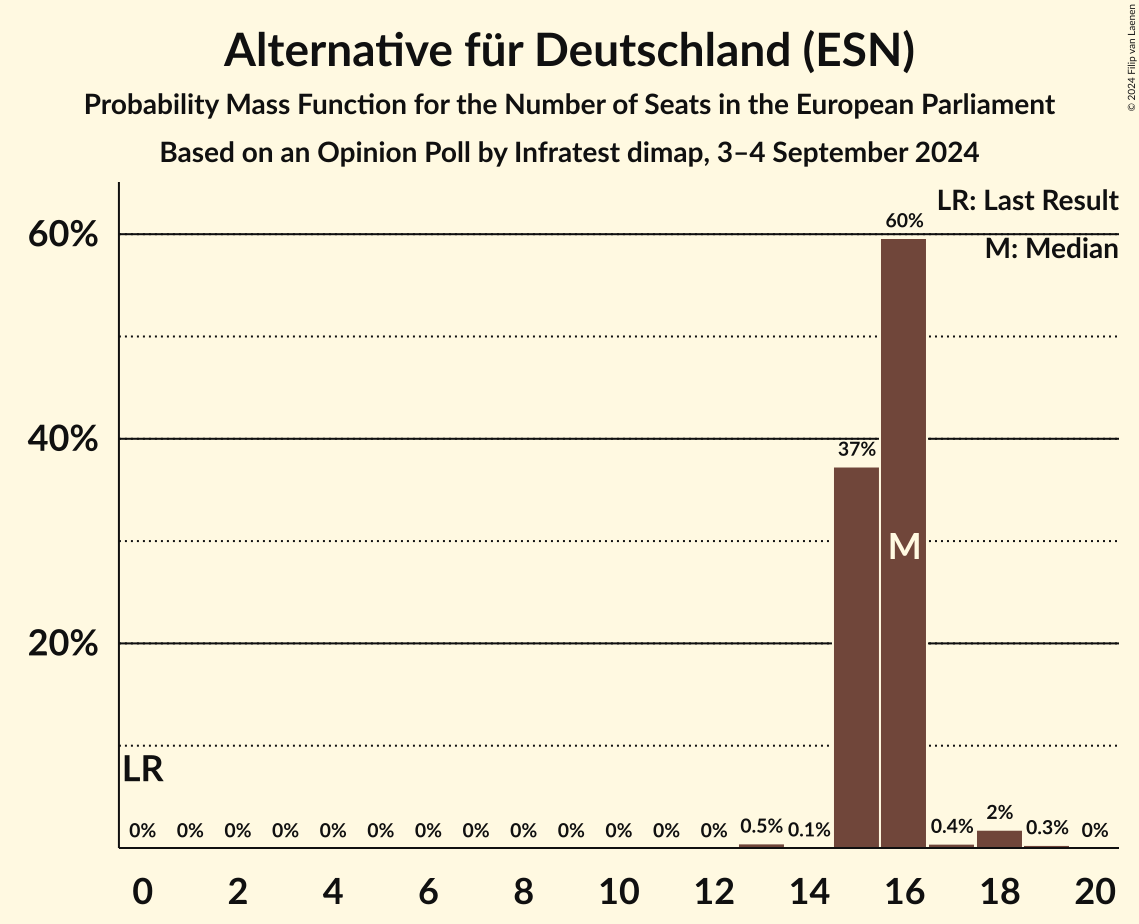 Alternative für Deutschland (ESN)
Probability Mass Function for the Number of Seats in the European Parliament
Based on an Opinion Poll by Infratest dimap, 3–4 September 2024
© 2024 Filip van Laenen
LR: Last Result
M: Median
60%
40%
20%
60%
37%
M
LR
0% 0% 0% 0% 0% 0% 0% 0% 0% 0% 0% 0% 0% 0.5% 0.1% 0.4% 2% 0.3% 0%
0 2 4 6 8 10 12 14 16 18 20